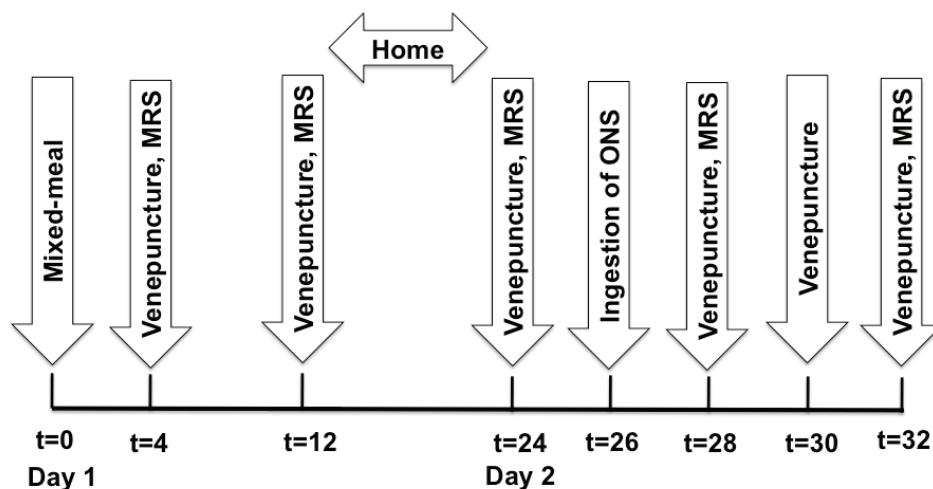 Home
Mixed-meal
Venepuncture, MRS
Venepuncture, MRS
Venepuncture, MRS
Ingestion of ONS
Venepuncture, MRS
Venepuncture
Venepuncture, MRS
t=0 t=4 t=12 t=24 t=26 t=28 t=30 t=32
Day 1 Day 2